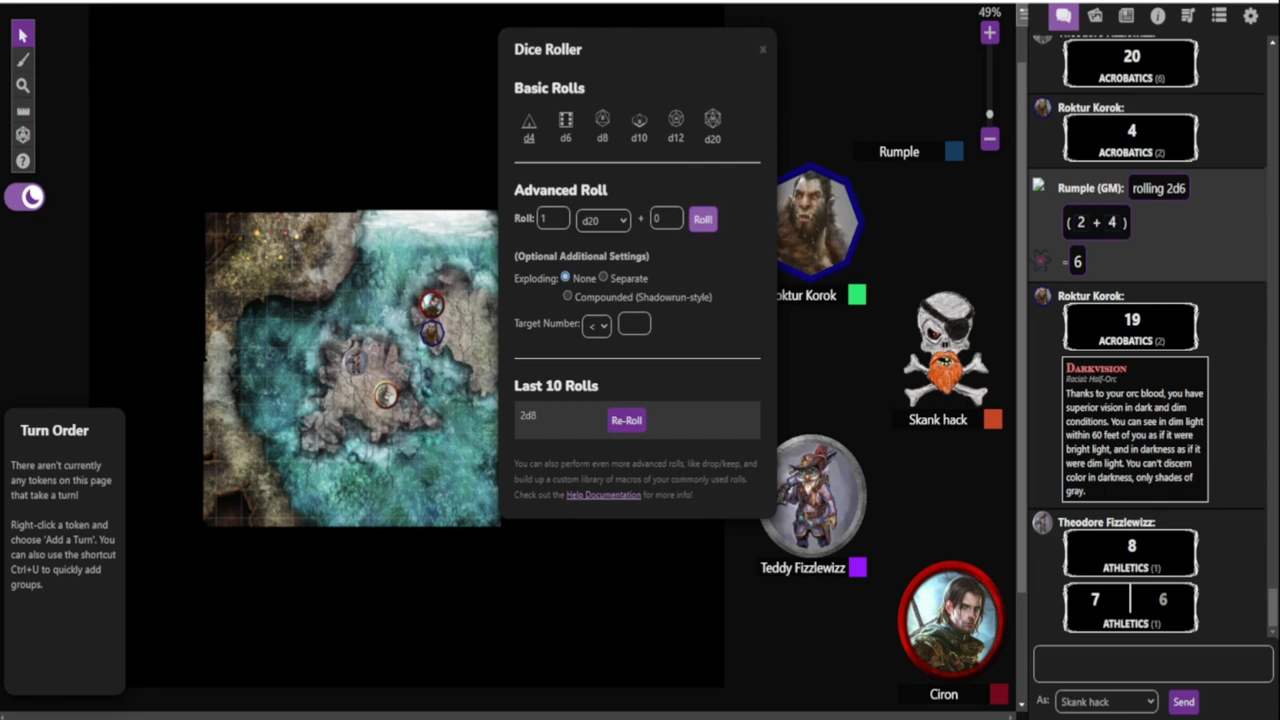 49%
Dice Roller
x
Basic Rolls
d4 d6 d8 d10 d12 d20
Advanced Roll
Roll: 1 d20 + 0 Roll!
(Optional Additional Settings)
Exploding: None Separate
Compounded (Shadowrun-style)
Target Number: <
Last 10 Rolls
2d8 Re-Roll
You can also perform even more advanced rolls, like drop/keep, and
build up a custom library of macros of your commonly used rolls.
Check out the Help Documentation for more info!
Turn Order
There aren't currently
any tokens on this page
that take a turn!
Right-click a token and
choose 'Add a Turn'. You
can also use the shortcut
Ctrl+U to quickly add
groups.
Rumple
oktur Korok
Skank hack
Teddy Fizzlewizz
Ciron
20
ACROBATICS (6)
Roktur Korok:
4
ACROBATICS (2)
Rumple (GM): rolling 2d6
( 2 + 4 )
= 6
Roktur Korok:
19
ACROBATICS (2)
DARKVISION
Racial: Half-Orc
Thanks to your orc blood, you have
superior vision in dark and dim
conditions. You can see in dim light
within 60 feet of you as if it were
bright light, and in darkness as if it
were dim light. You can't discern
color in darkness, only shades of
gray.
Theodore Fizzlewizz:
8
ATHLETICS (1)
7 6
ATHLETICS (1)
As: Skank hack Send